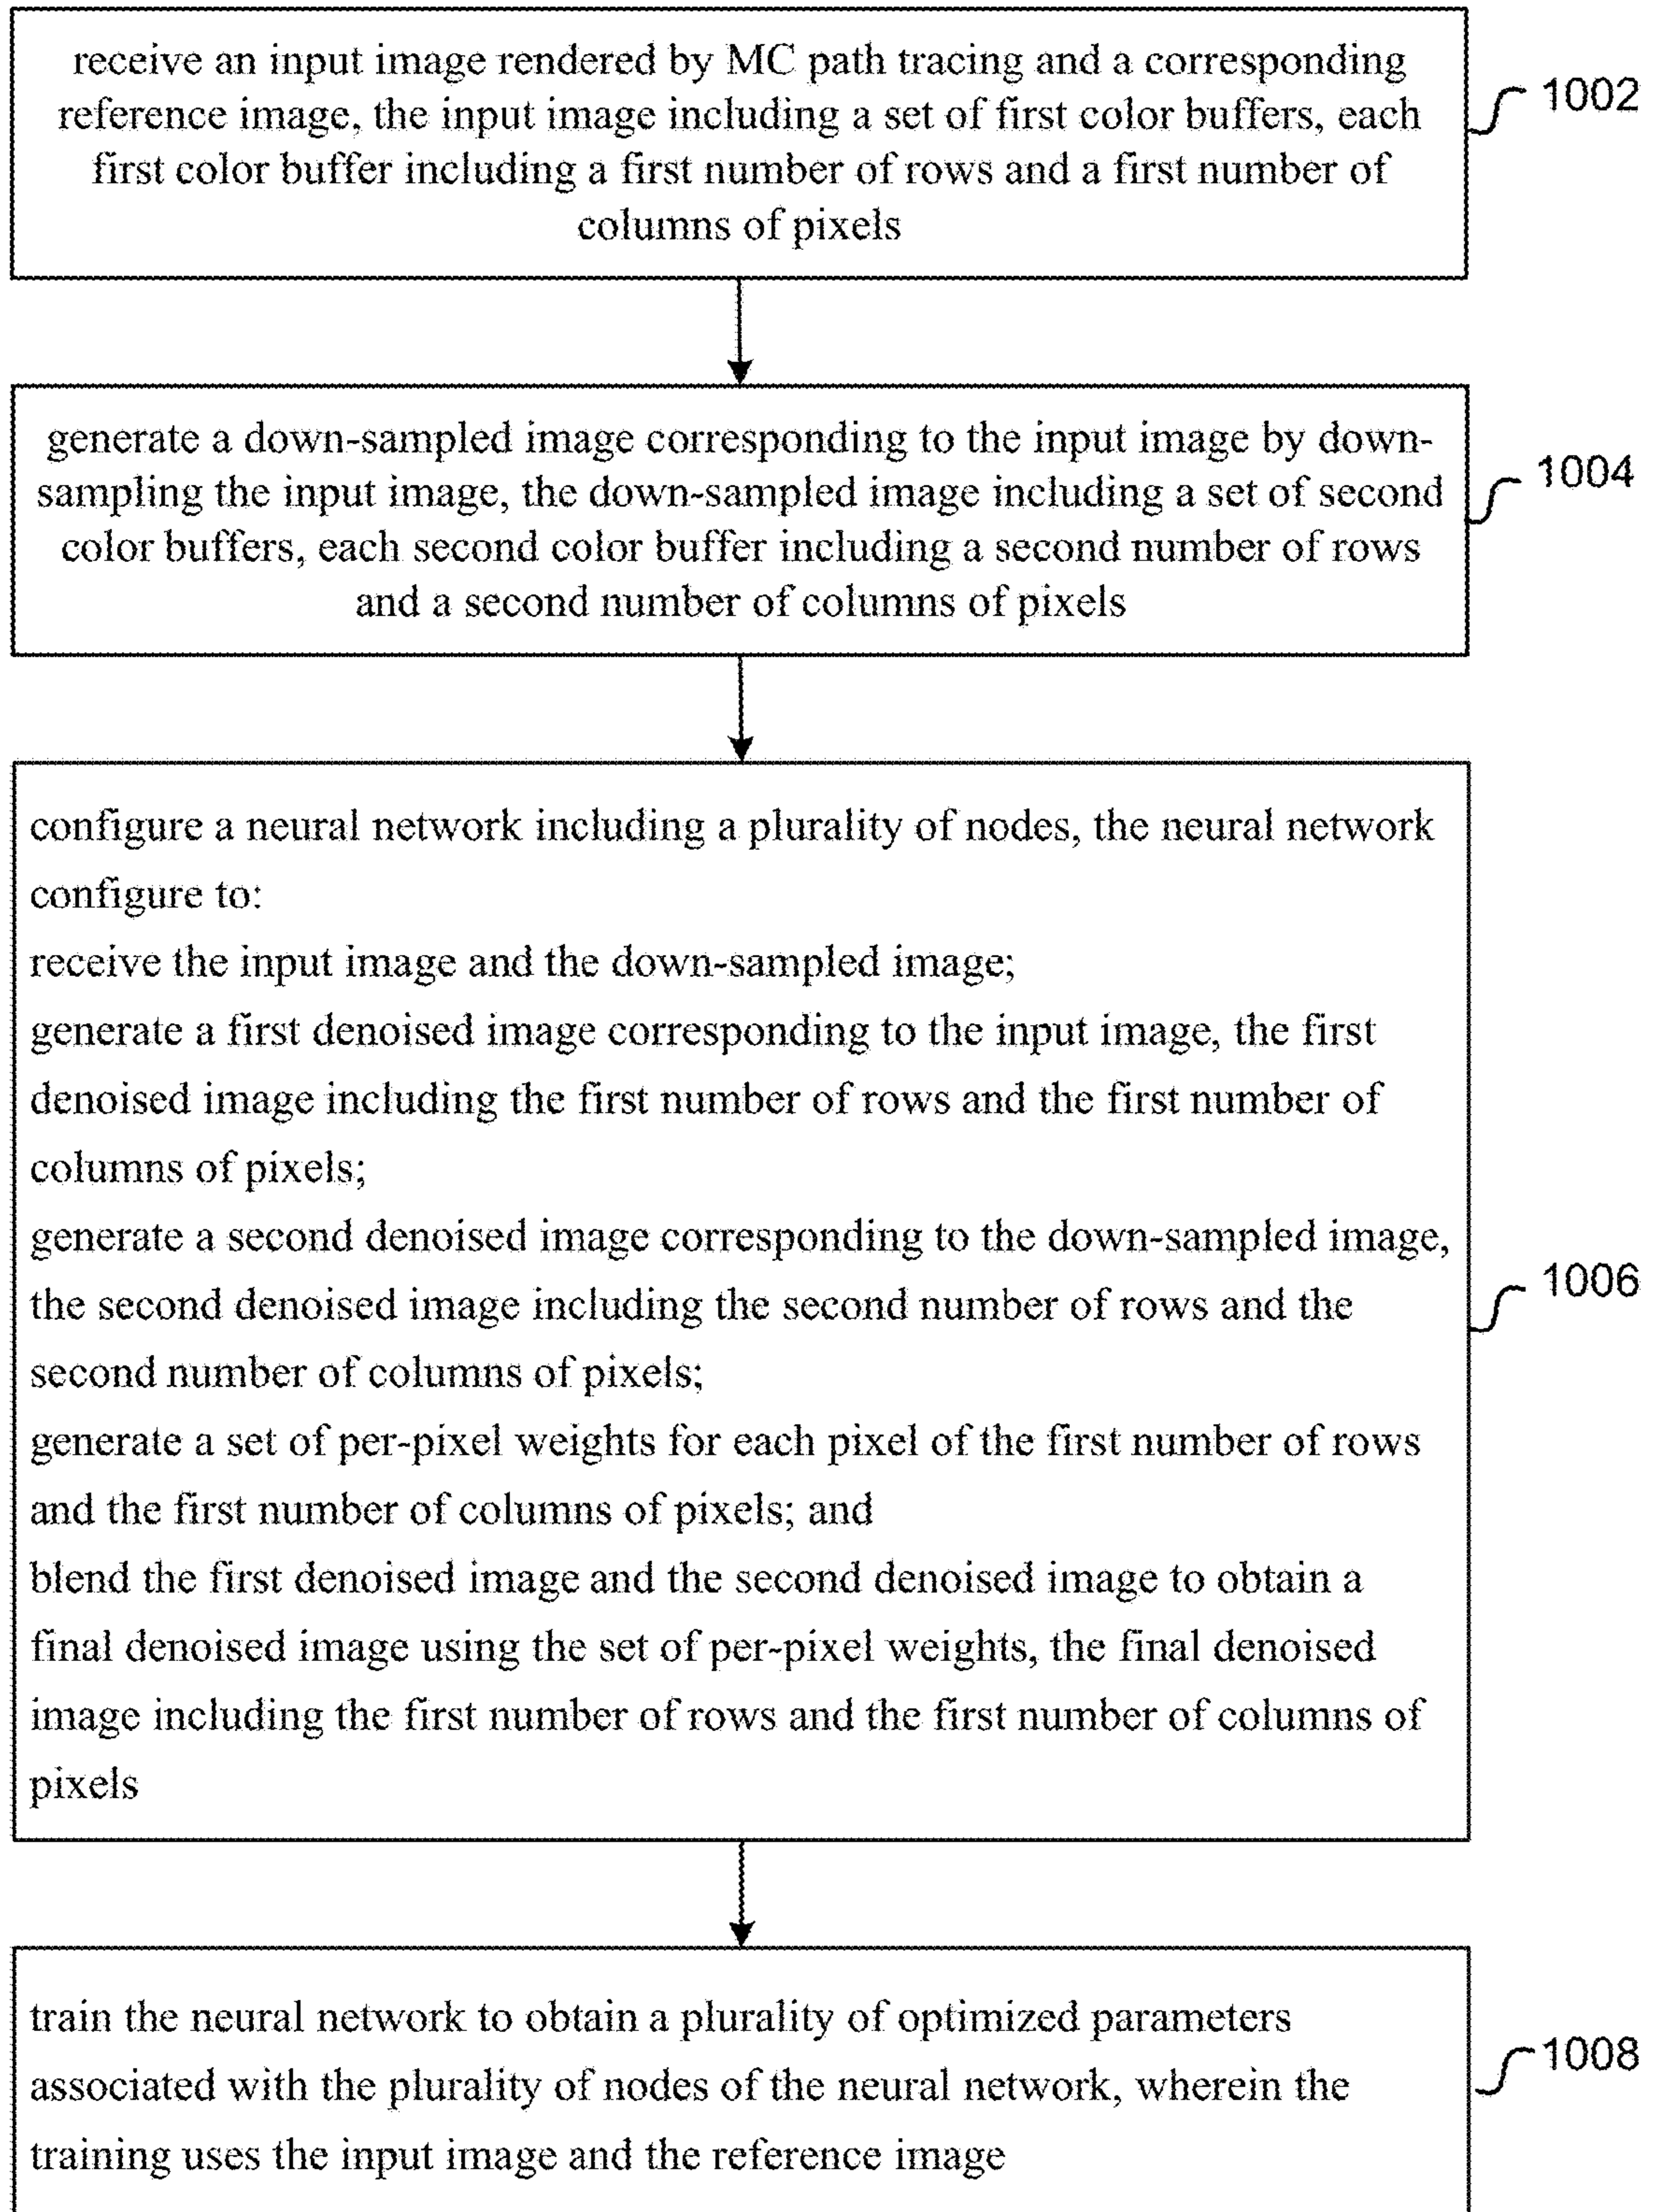 receive an input image rendered by MC path tracing and a corresponding
reference image, the input image including a set of first color buffers, each
first color buffer including a first number of rows and a first number of
columns of pixels
1002
generate a down-sampled image corresponding to the input image by down-
sampling the input image, the down-sampled image including a set of second
color buffers, each second color buffer including a second number of rows
and a second number of columns of pixels
1004
configure a neural network including a plurality of nodes, the neural network
configure to:
receive the input image and the down-sampled image;
generate a first denoised image corresponding to the input image, the first
denoised image including the first number of rows and the first number of
columns of pixels;
generate a second denoised image corresponding to the down-sampled image,
the second denoised image including the second number of rows and the
second number of columns of pixels;
generate a set of per-pixel weights for each pixel of the first number of rows
and the first number of columns of pixels; and
blend the first denoised image and the second denoised image to obtain a
final denoised image using the set of per-pixel weights, the final denoised
image including the first number of rows and the first number of columns of
pixels
1006
train the neural network to obtain a plurality of optimized parameters
associated with the plurality of nodes of the neural network, wherein the
training uses the input image and the reference image
1008